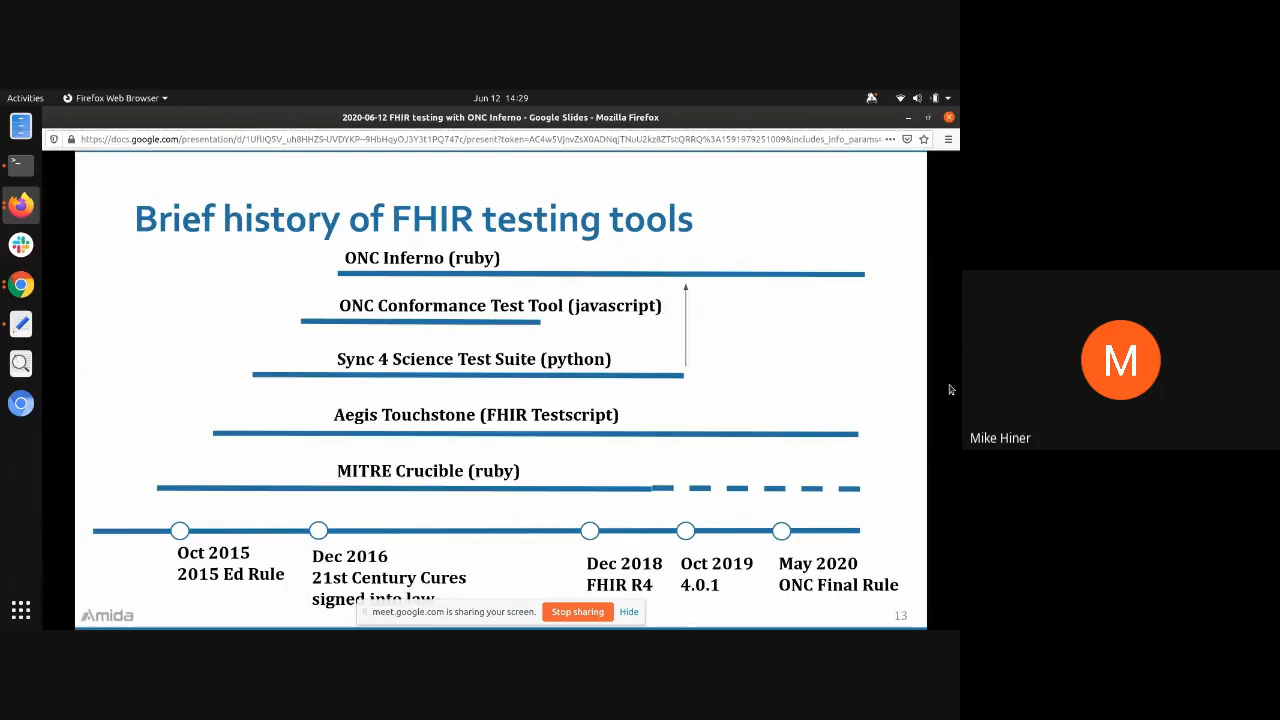 Activities Firefox Web Browser Jun 12 14:29
2020-06-12 FHIR testing with ONC Inferno - Google Slides - Mozilla Firefox
Brief history of FHIR testing tools
ONC Inferno (ruby)
ONC Conformance Test Tool (javascript)
Sync 4 Science Test Suite (python)
Aegis Touchstone (FHIR Testscript)
MITRE Crucible (ruby)
Oct 2015
2015 Ed Rule
Dec 2016
21st Century Cures
signed into law
Dec 2018
FHIR R4
Oct 2019
4.0.1
May 2020
ONC Final Rule
meet.google.com is sharing your screen. Stop sharing Hide
Amida
13
M
Mike Hiner